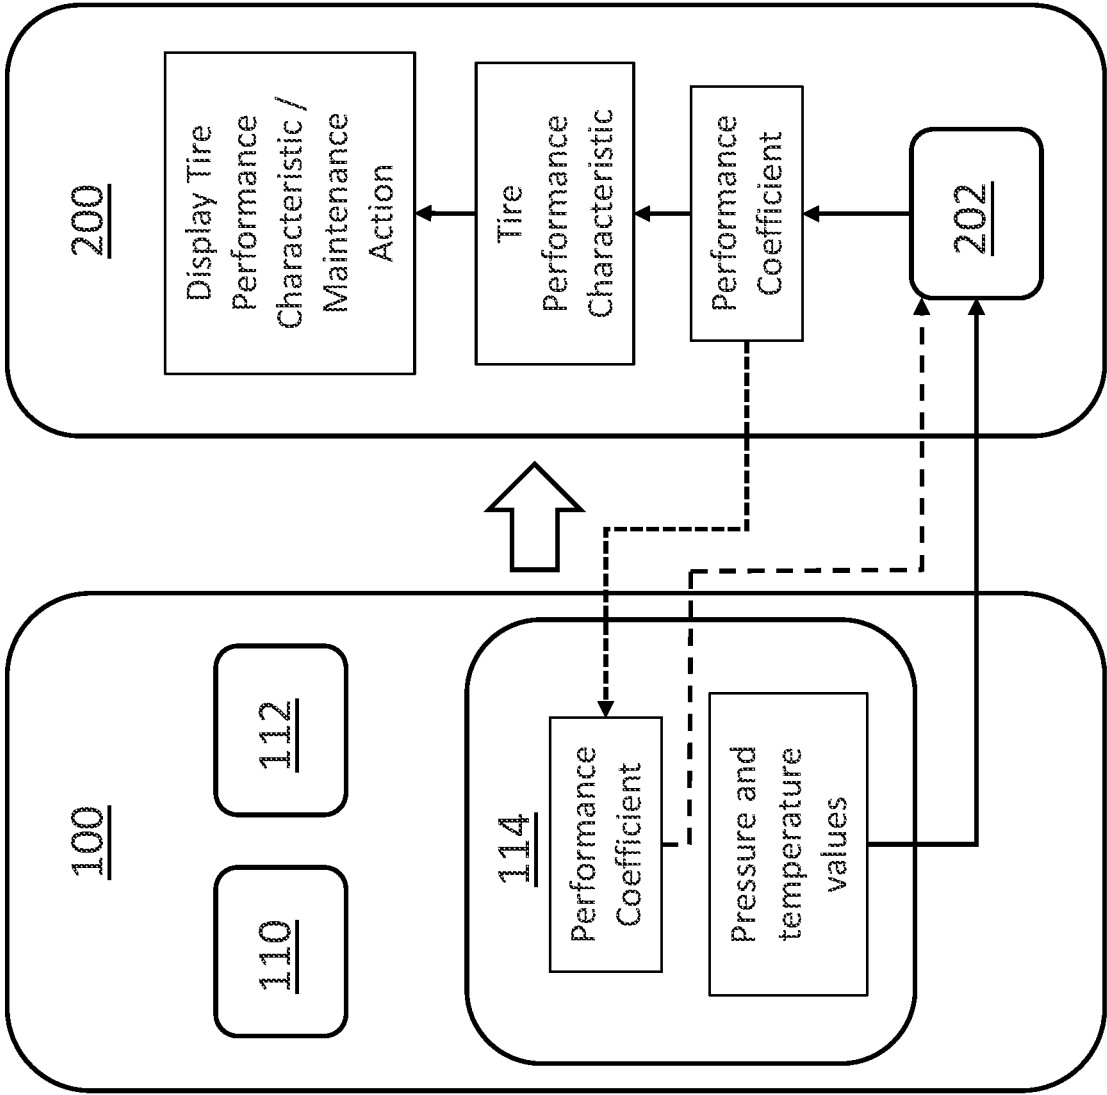 100
110
112
114
Performance
Coefficient
Pressure and
temperature
values
200
Display Tire
Performance
Characteristic /
Maintenance
Action
Tire
Performance
Characteristic
Performance
Coefficient
202